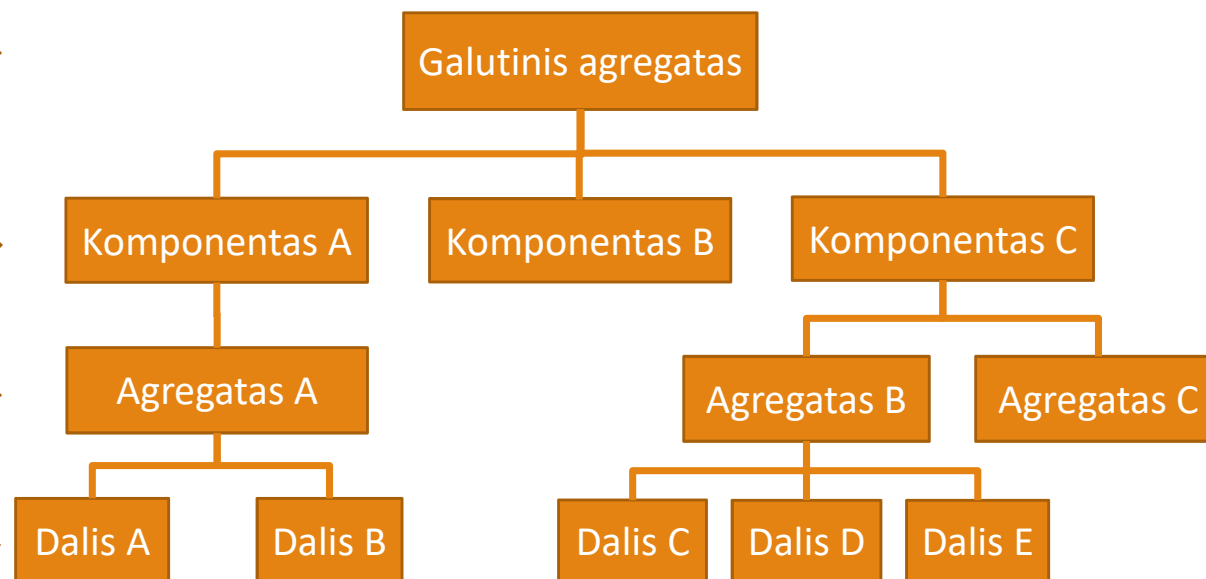 Galutinis agregatas
Komponentas A
Komponentas B
Komponentas C
Agregatas A
Agregatas B
Agregatas C
Dalis A
Dalis B
Dalis C
Dalis D
Dalis E